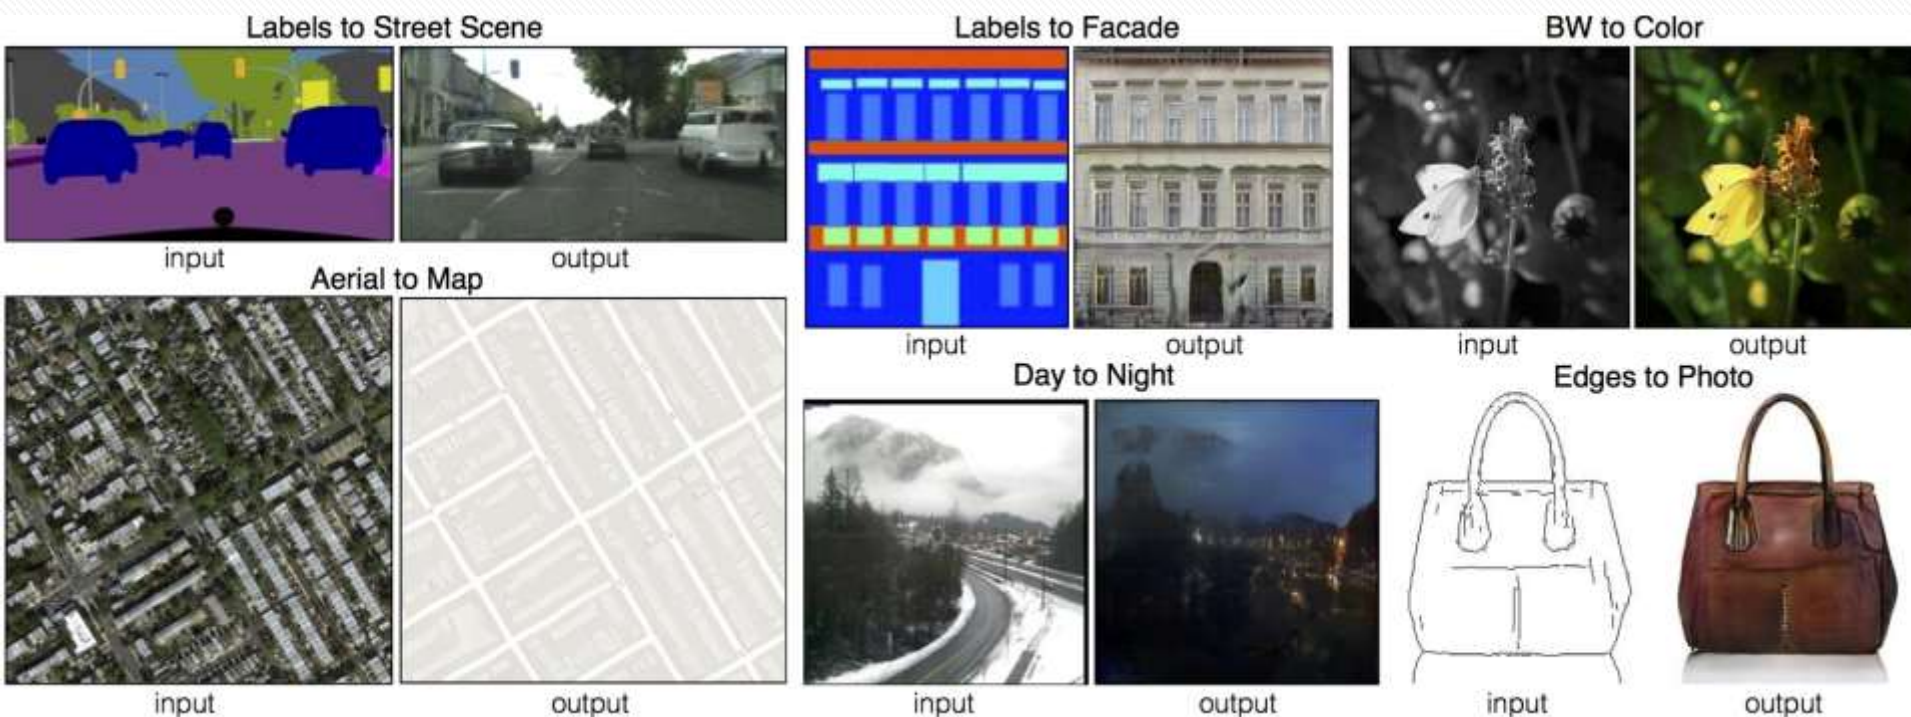 Labels to Street Scene
input
output
Aerial to Map
input
output
Labels to Facade
input
output
BW to Color
input
output
Day to Night
input
output
Edges to Photo
input
output